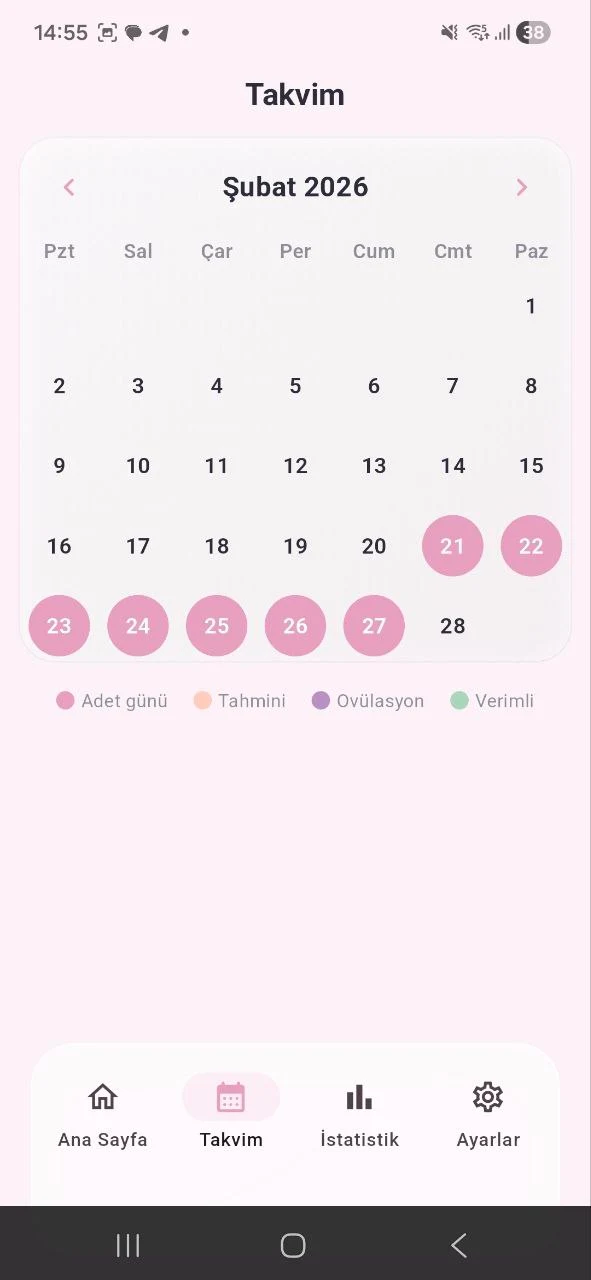 14:55 38
Takvim
Şubat 2026
Pzt Sal Çar Per Cum Cmt Paz
1
2 3 4 5 6 7 8
9 10 11 12 13 14 15
16 17 18 19 20 21 22
23 24 25 26 27 28
Adet günü Tahmini Ovülasyon Verimli
Ana Sayfa Takvim İstatistik Ayarlar